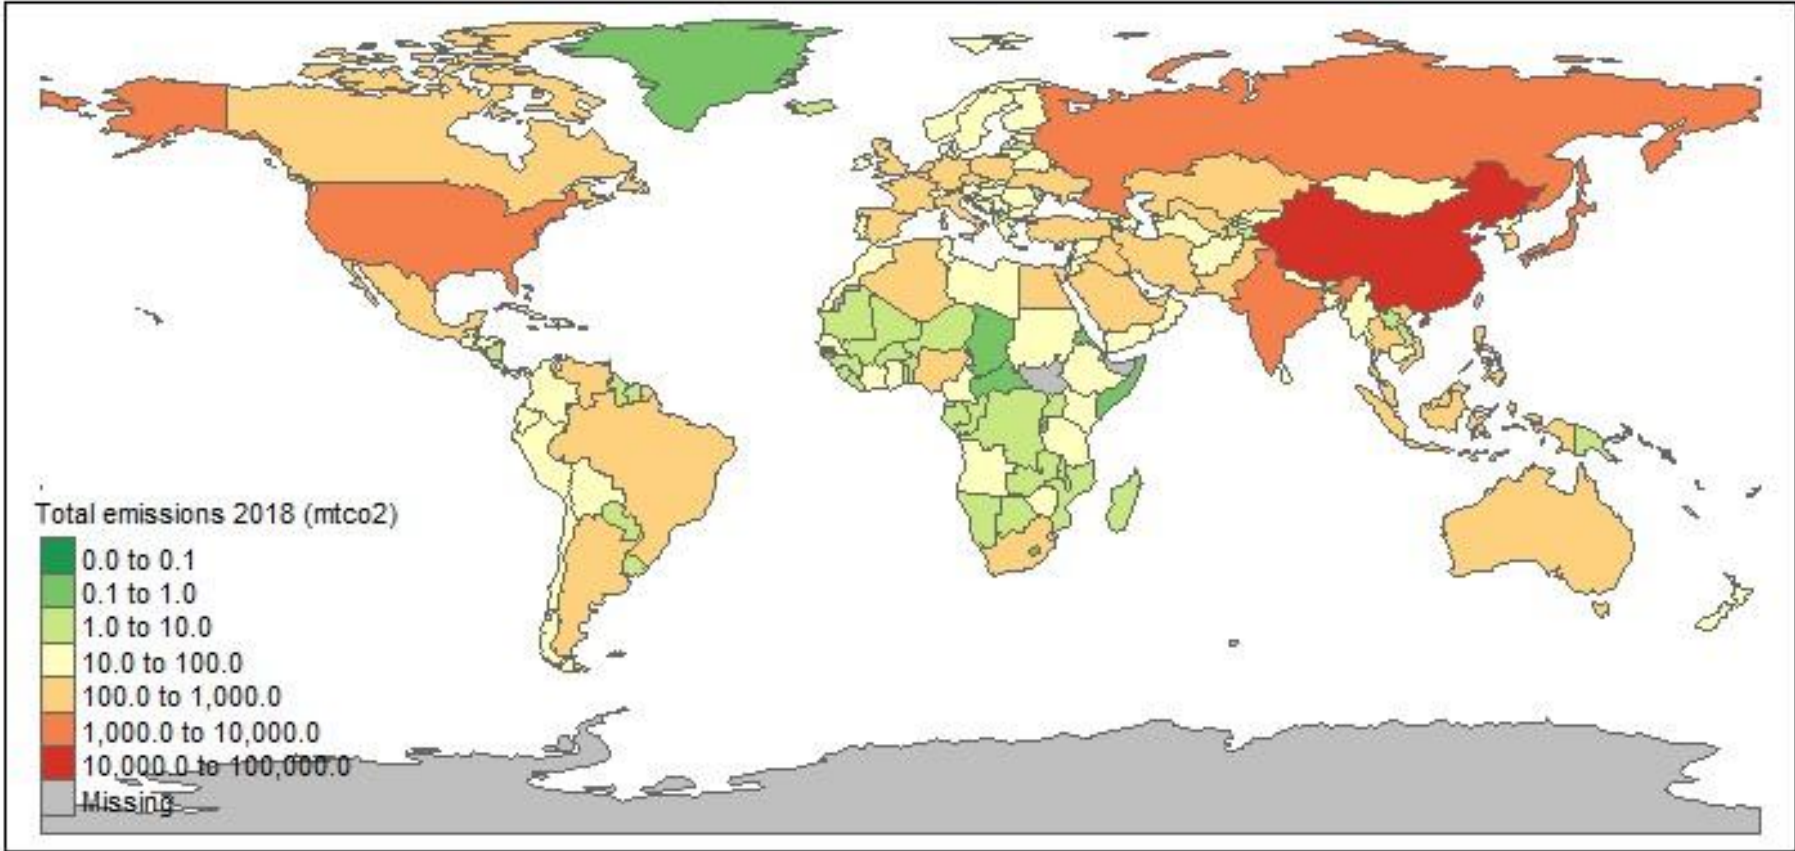 Total emissions 2018 (mtco2)
0.0 to 0.1
0.1 to 1.0
1.0 to 10.0
10.0 to 100.0
100.0 to 1,000.0
1,000.0 to 10,000.0
10,000.0 to 100,000.0
Missing